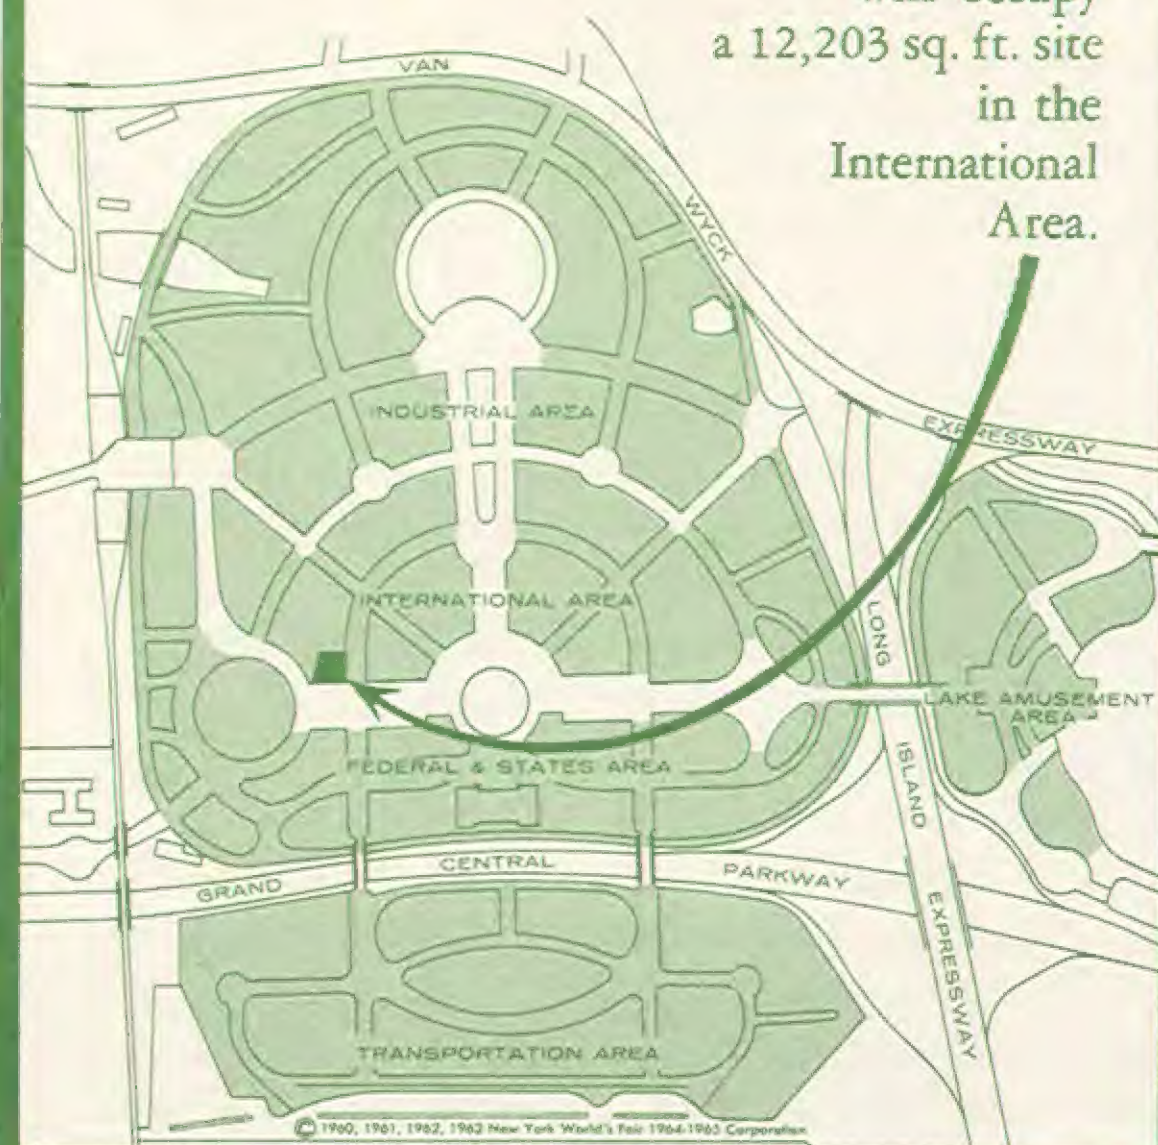 occupy
a 12,203 sq. ft. site
in the
International
Area.
VAN
WYCK
EXPRESSWAY
INDUSTRIAL AREA
INTERNATIONAL AREA
LONG
ISLAND
EXPRESSWAY
LAKE AMUSEMENT
AREA
FEDERAL & STATES AREA
GRAND
CENTRAL
PARKWAY
TRANSPORTATION AREA
© 1960, 1961, 1962, 1962 New York World's Fair 1964-1965 Corporation